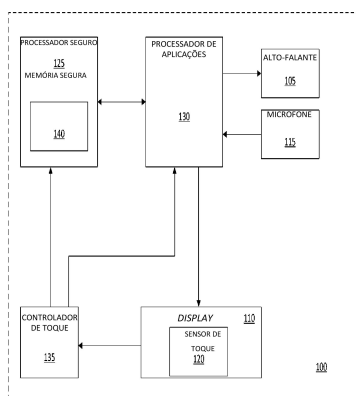 PROCESSADOR SEGURO
125
MEMÓRIA SEGURA
140
PROCESSADOR DE
APLICAÇÕES
130
ALTO-FALANTE
105
MICROFONE
115
CONTROLADOR
DE TOQUE
135
DISPLAY 110
SENSOR DE
TOQUE
120
100